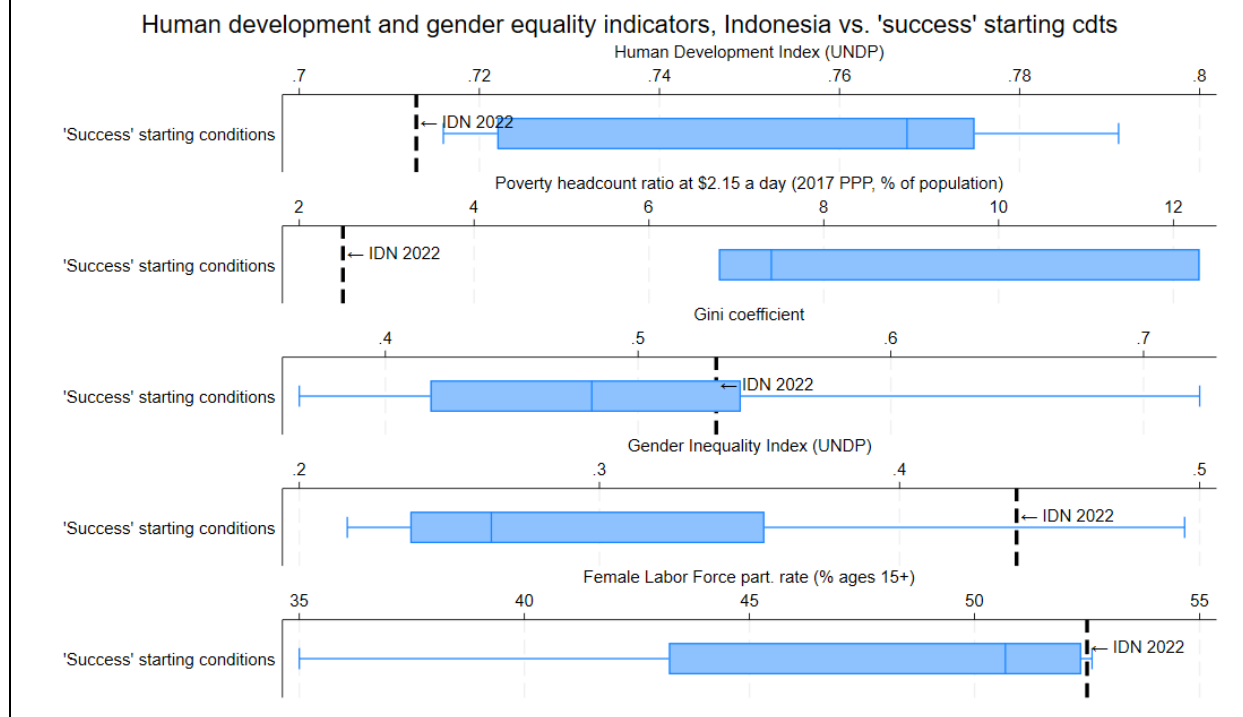 Human development and gender equality indicators, Indonesia vs. 'success' starting cdts
Human Development Index (UNDP)
.7 .72 .74 .76 .78 .8
'Success' starting conditions
← IDN 2022
Poverty headcount ratio at $2.15 a day (2017 PPP, % of population)
2 4 6 8 10 12
'Success' starting conditions
← IDN 2022
Gini coefficient
.4 .5 .6 .7
'Success' starting conditions
← IDN 2022
Gender Inequality Index (UNDP)
.2 .3 .4 .5
'Success' starting conditions
← IDN 2022
Female Labor Force part. rate (% ages 15+)
35 40 45 50 55
'Success' starting conditions
← IDN 2022